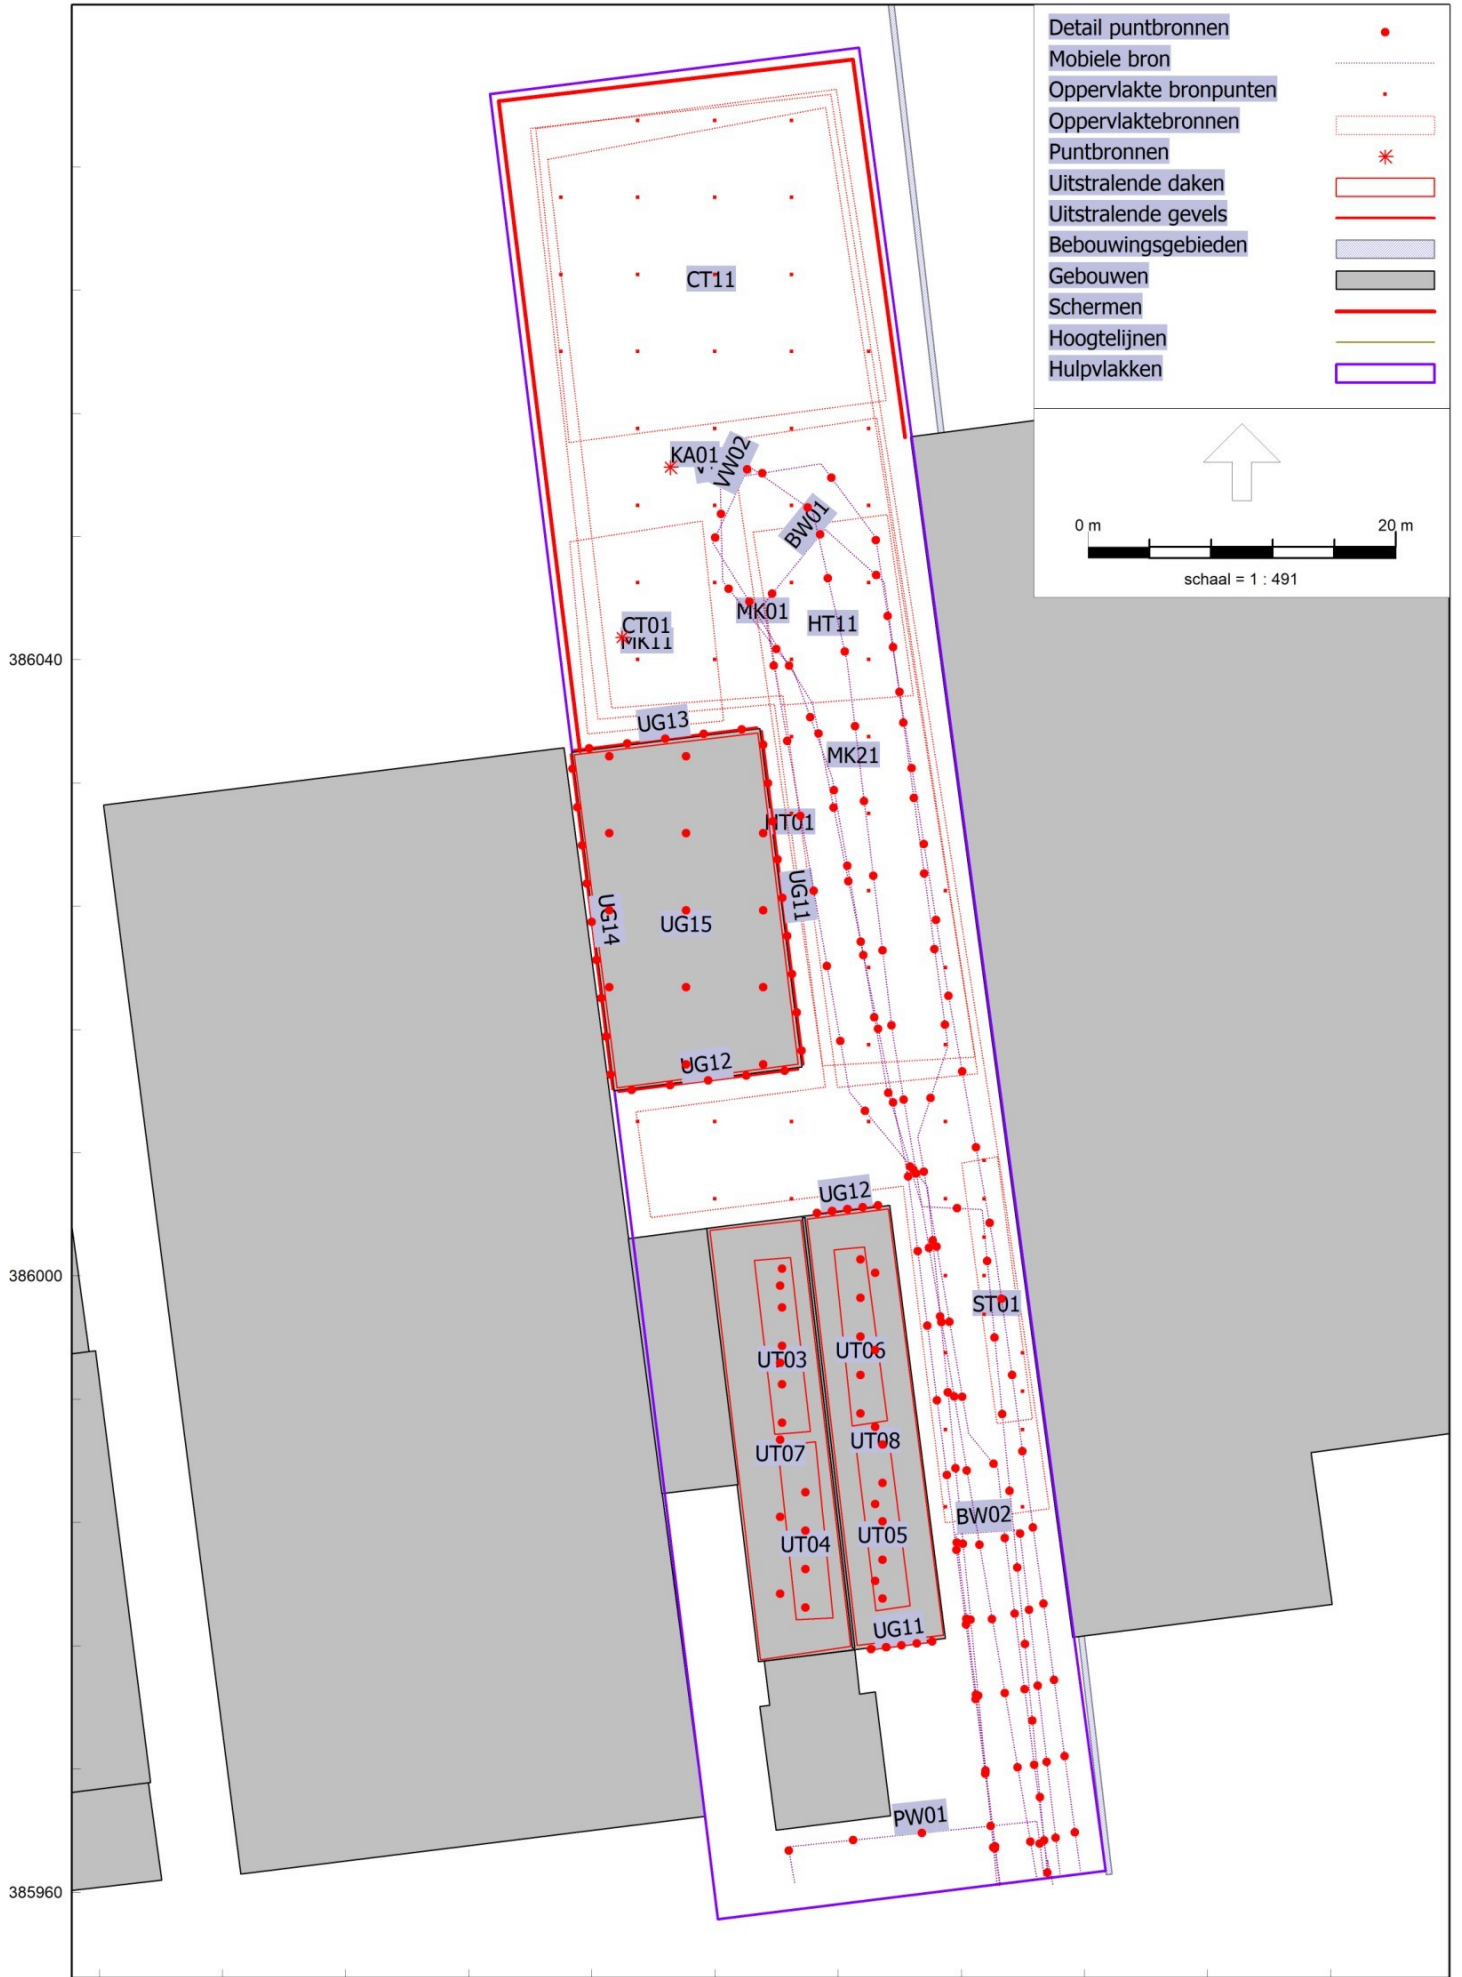 Detail puntbronnen
Mobiele bron
Oppervlakte bronpunten
Oppervlaktebronnen
Puntbronnen
Uitstralende daken
Uitstralende gevels
Bebouwingsgebieden
Gebouwen
Schermen
Hoogtelijnen
Hulpvlakken
0 m
20 m
schaal = 1 : 491
CT11
KA01
VW02
BW01
MK01
CT01
HT11
MK11
386040
UG13
MK21
HT01
UG11
UG14
UG15
UG12
UG12
386000
ST01
UT03
UT06
UT07
UT08
BW02
UT04
UT05
UG11
PW01
385960